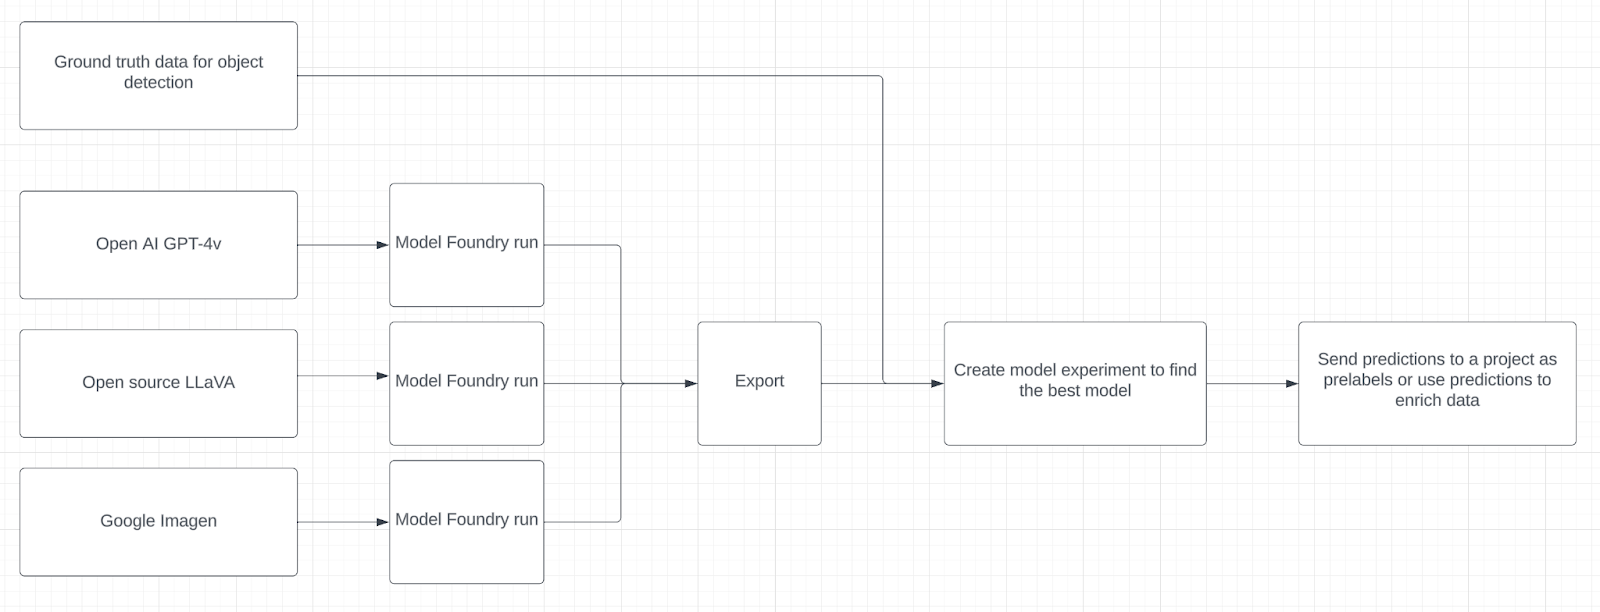 Ground truth data for object
detection
Open AI GPT-4v
Model Foundry run
Open source LLaVA
Model Foundry run
Google Imagen
Model Foundry run
Export
Create model experiment to find
the best model
Send predictions to a project as
prelabels or use predictions to
enrich data